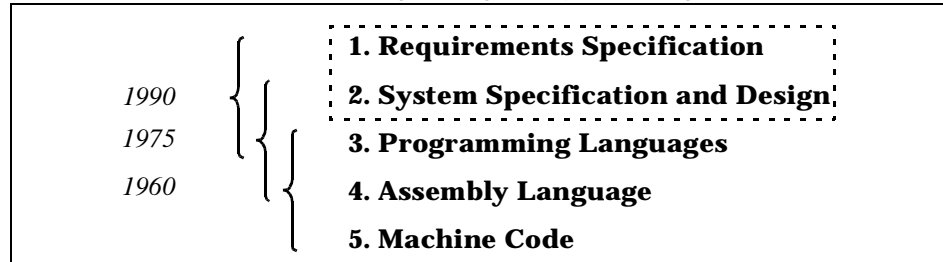 1. Requirements Specification
1990 2. System Specification and Design
1975 3. Programming Languages
1960 4. Assembly Language
5. Machine Code